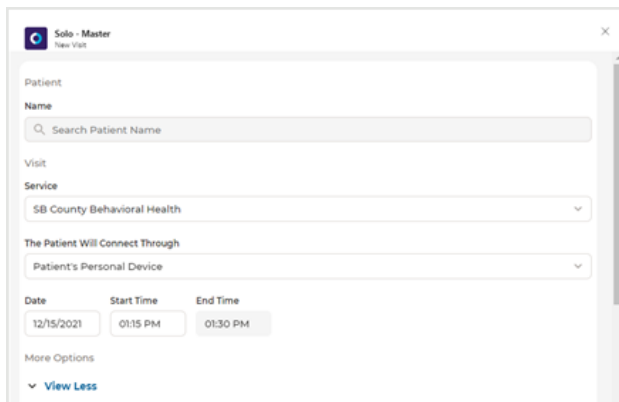 Solo - Master
New Visit
Patient
Name
Search Patient Name
Visit
Service
SB County Behavioral Health
The Patient Will Connect Through
Patient's Personal Device
Date Start Time End Time
12/15/2021 01:15 PM 01:30 PM
More Options
View Less